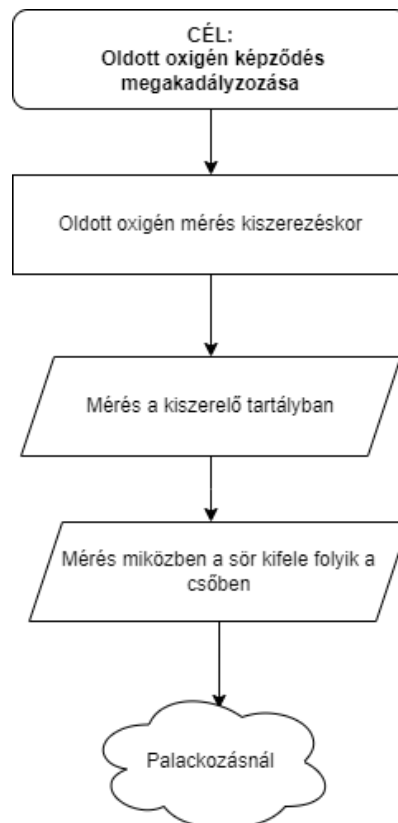 CÉL:
Oldott oxigén képződés
megakadályzozása
Oldott oxigén mérés kiszerezéskor
Mérés a kiszerelő tartályban
Mérés miközben a sör kifele folyik a
csőben
Palackozásnál